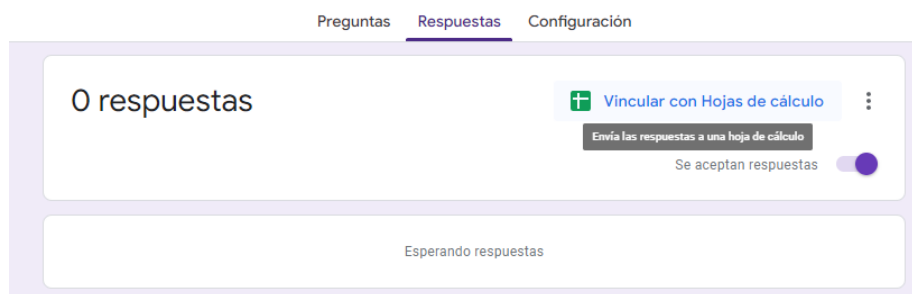 Preguntas Respuestas Configuración
0 respuestas
Vincular con Hojas de cálculo
Envía las respuestas a una hoja de cálculo
Se aceptan respuestas
Esperando respuestas